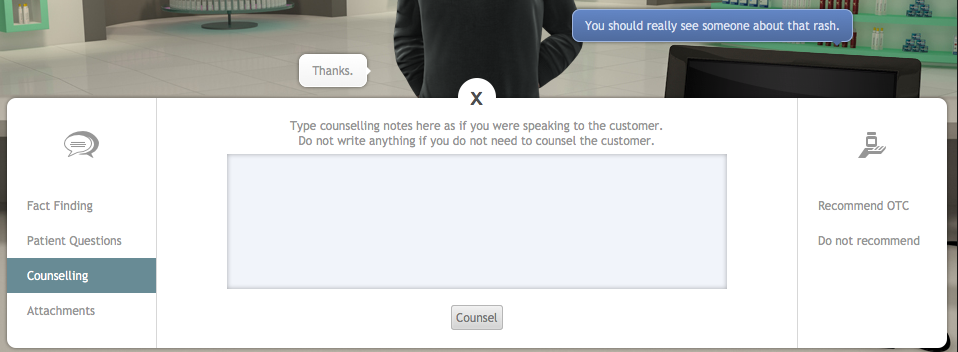 You should really see someone about that rash.
Thanks.
X
Type counselling notes here as if you were speaking to the customer.
Do not write anything if you do not need to counsel the customer.
Fact Finding
Patient Questions
Counselling
Attachments
Counsel
Recommend OTC
Do not recommend